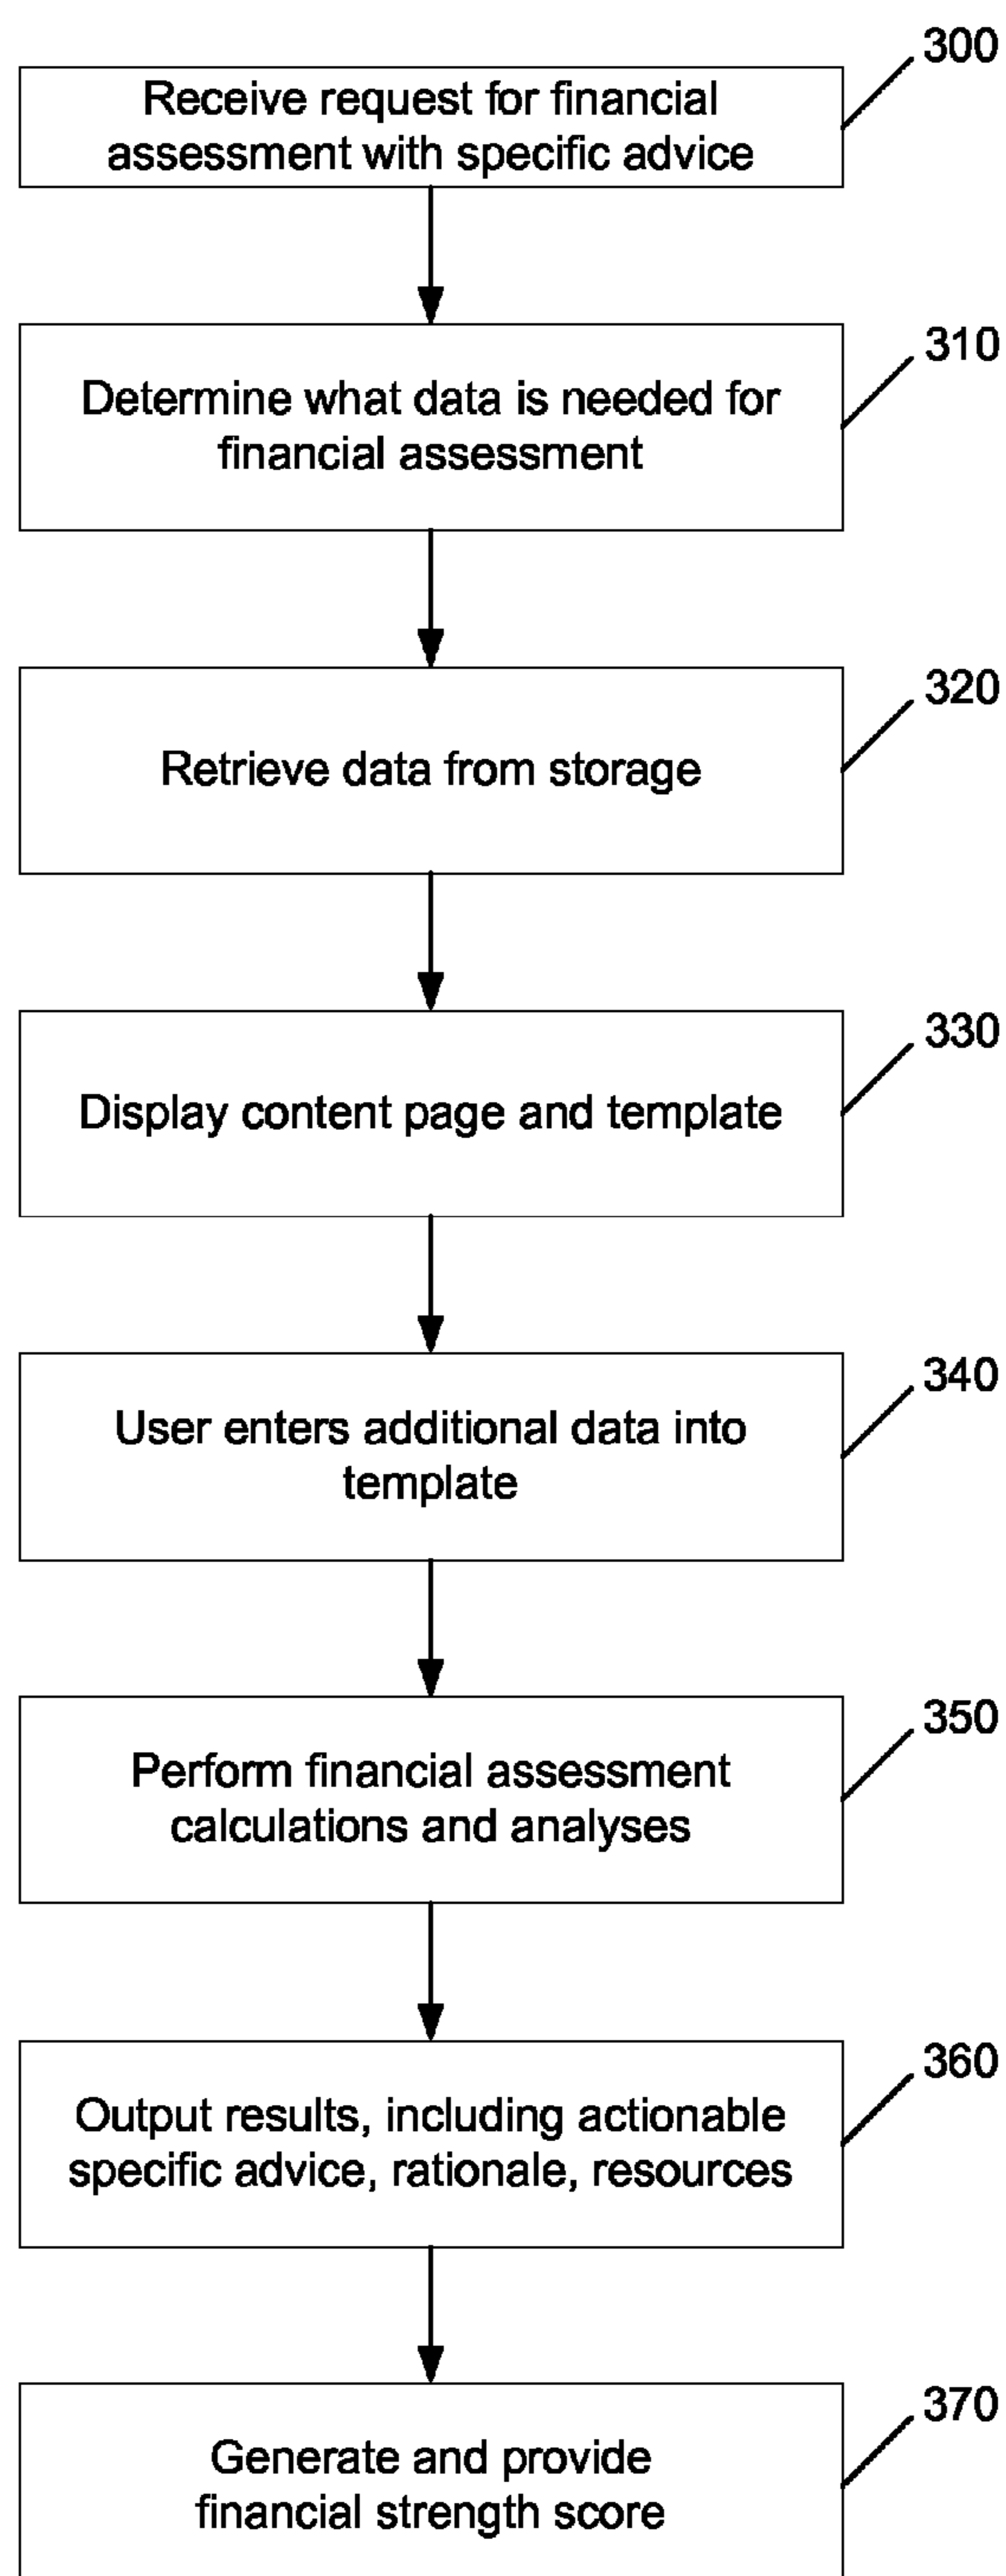 300
Receive request for financial
assessment with specific advice
310
Determine what data is needed for
financial assessment
320
Retrieve data from storage
330
Display content page and template
340
User enters additional data into
template
350
Perform financial assessment
calculations and analyses
360
Output results, including actionable
specific advice, rationale, resources
370
Generate and provide
financial strength score